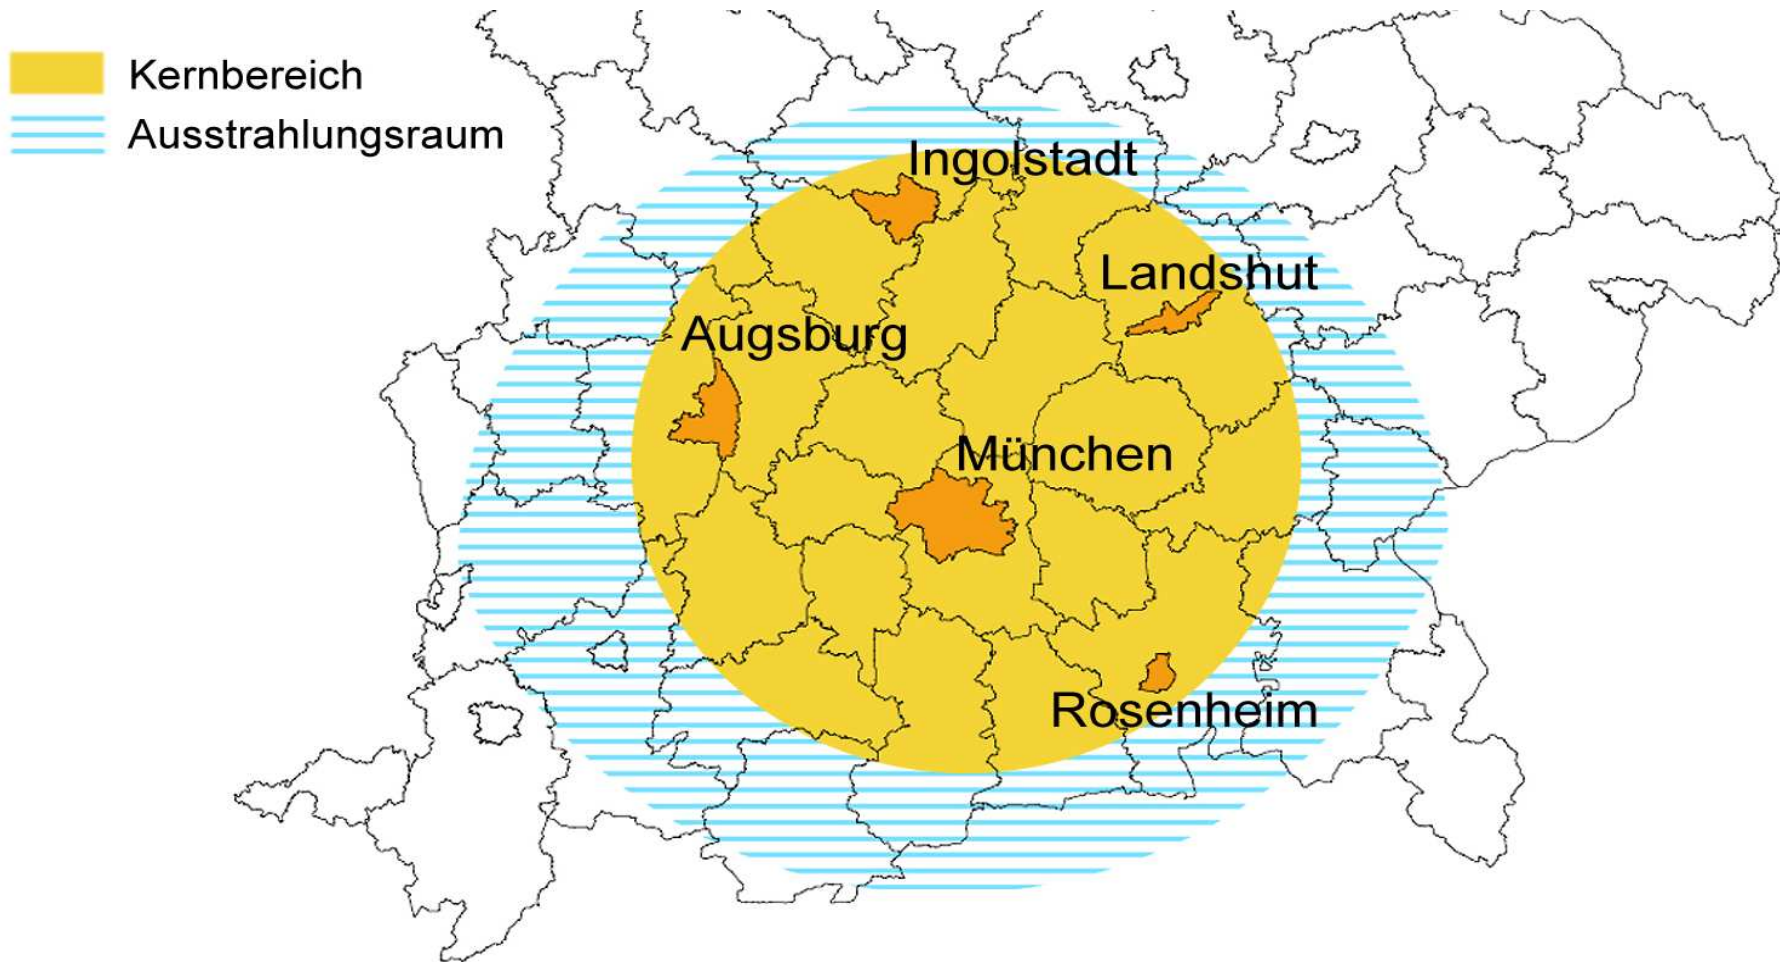 Kernbereich
Ausstrahlungsraum
Ingolstadt
Landshut
Augsburg
München
Rosenheim